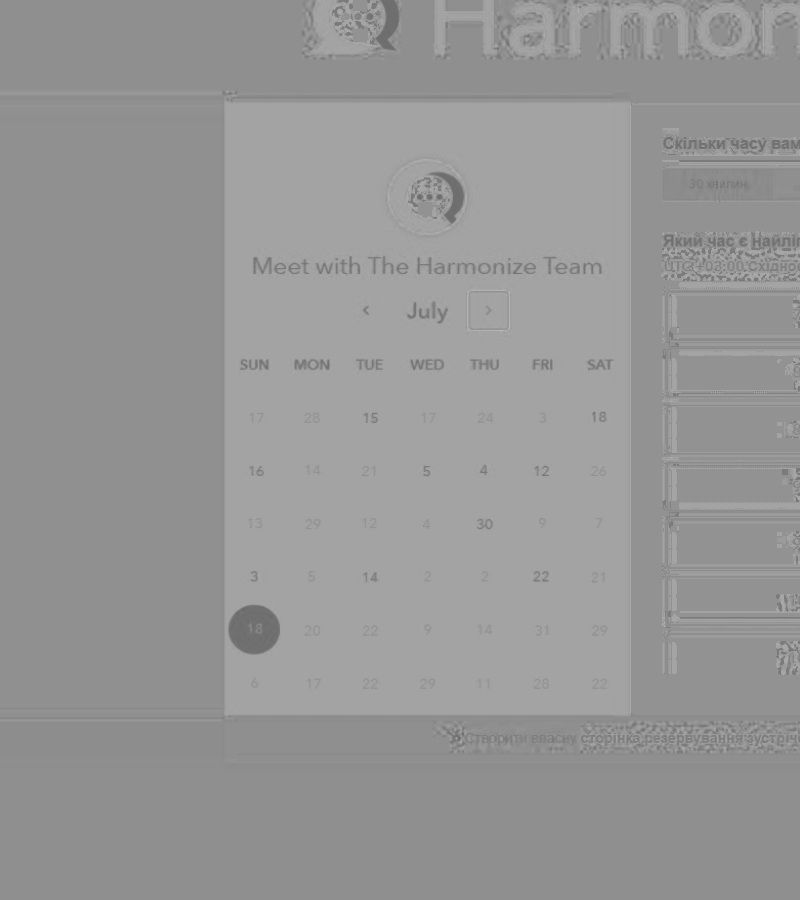 Harmon
Meet with The Harmonize Team
July
SUN MON TUE WED THU FRI SAT
17 28 15 17 24 3 18
16 14 21 5 4 12 26
13 29 12 4 30 9 7
3 5 14 2 2 22 21
18 20 22 9 14 31 29
6 17 22 29 11 28 22
Скільки часу вам
30 хвилин
Який час є найліп
UTC+03:00 Східно
Створити власну сторінка резервування зустріч